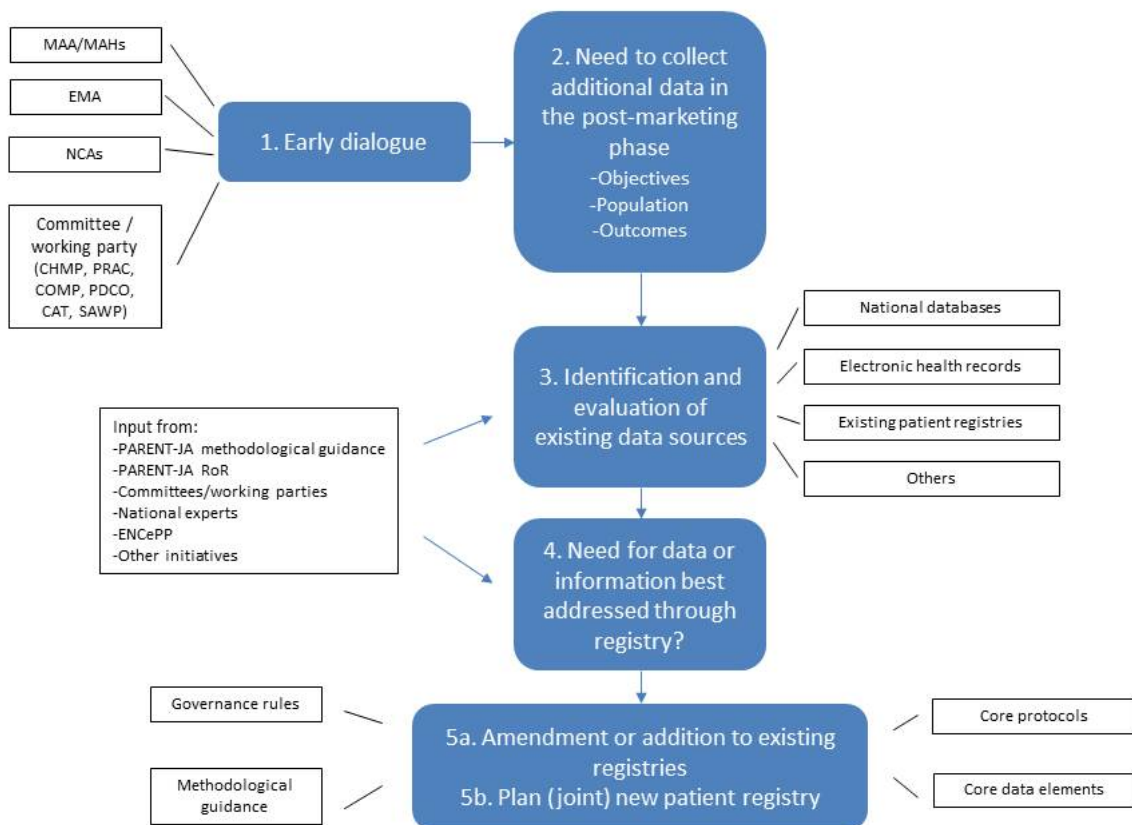 MAA/MAHs
EMA
NCAs
Committee /
working party
(CHMP, PRAC,
COMP, PDCO,
CAT, SAWP)
1. Early dialogue
2. Need to collect
additional data in
the post-marketing
phase
-Objectives
-Population
-Outcomes
3. Identification and
evaluation of
existing data sources
National databases
Electronic health records
Existing patient registries
Others
Input from:
-PARENT-JA methodological guidance
-PARENT-JA RoR
-Committees/working parties
-National experts
-ENCePP
-Other initiatives
4. Need for data or
information best
addressed through
registry?
Governance rules
Methodological
guidance
5a. Amendment or addition to existing
registries
5b. Plan (joint) new patient registry
Core protocols
Core data elements